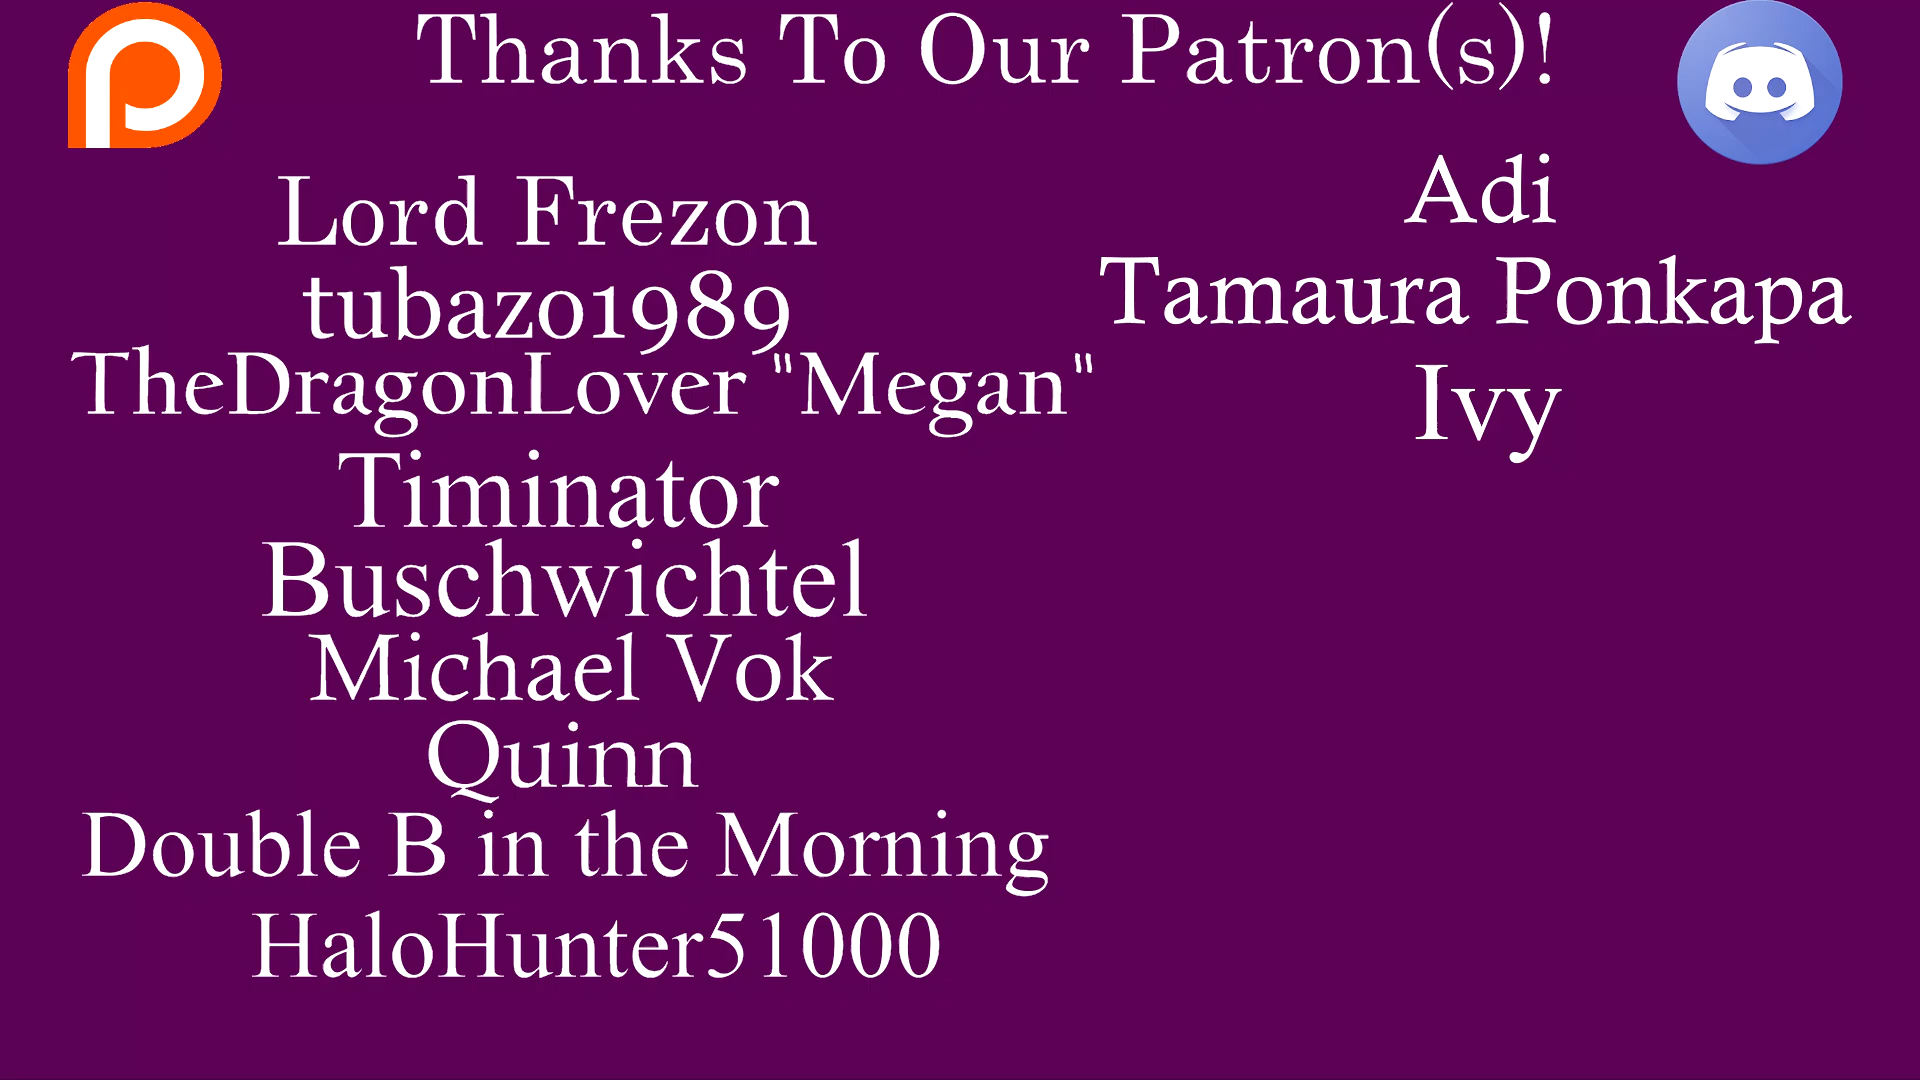 Thanks To Our Patron(s)!
Lord Frezon
tubazo1989
TheDragonLover "Megan"
Timinator
Buschwichtel
Michael Vok
Quinn
Double B in the Morning
HaloHunter51000
Adi
Tamaura Ponkapa
Ivy